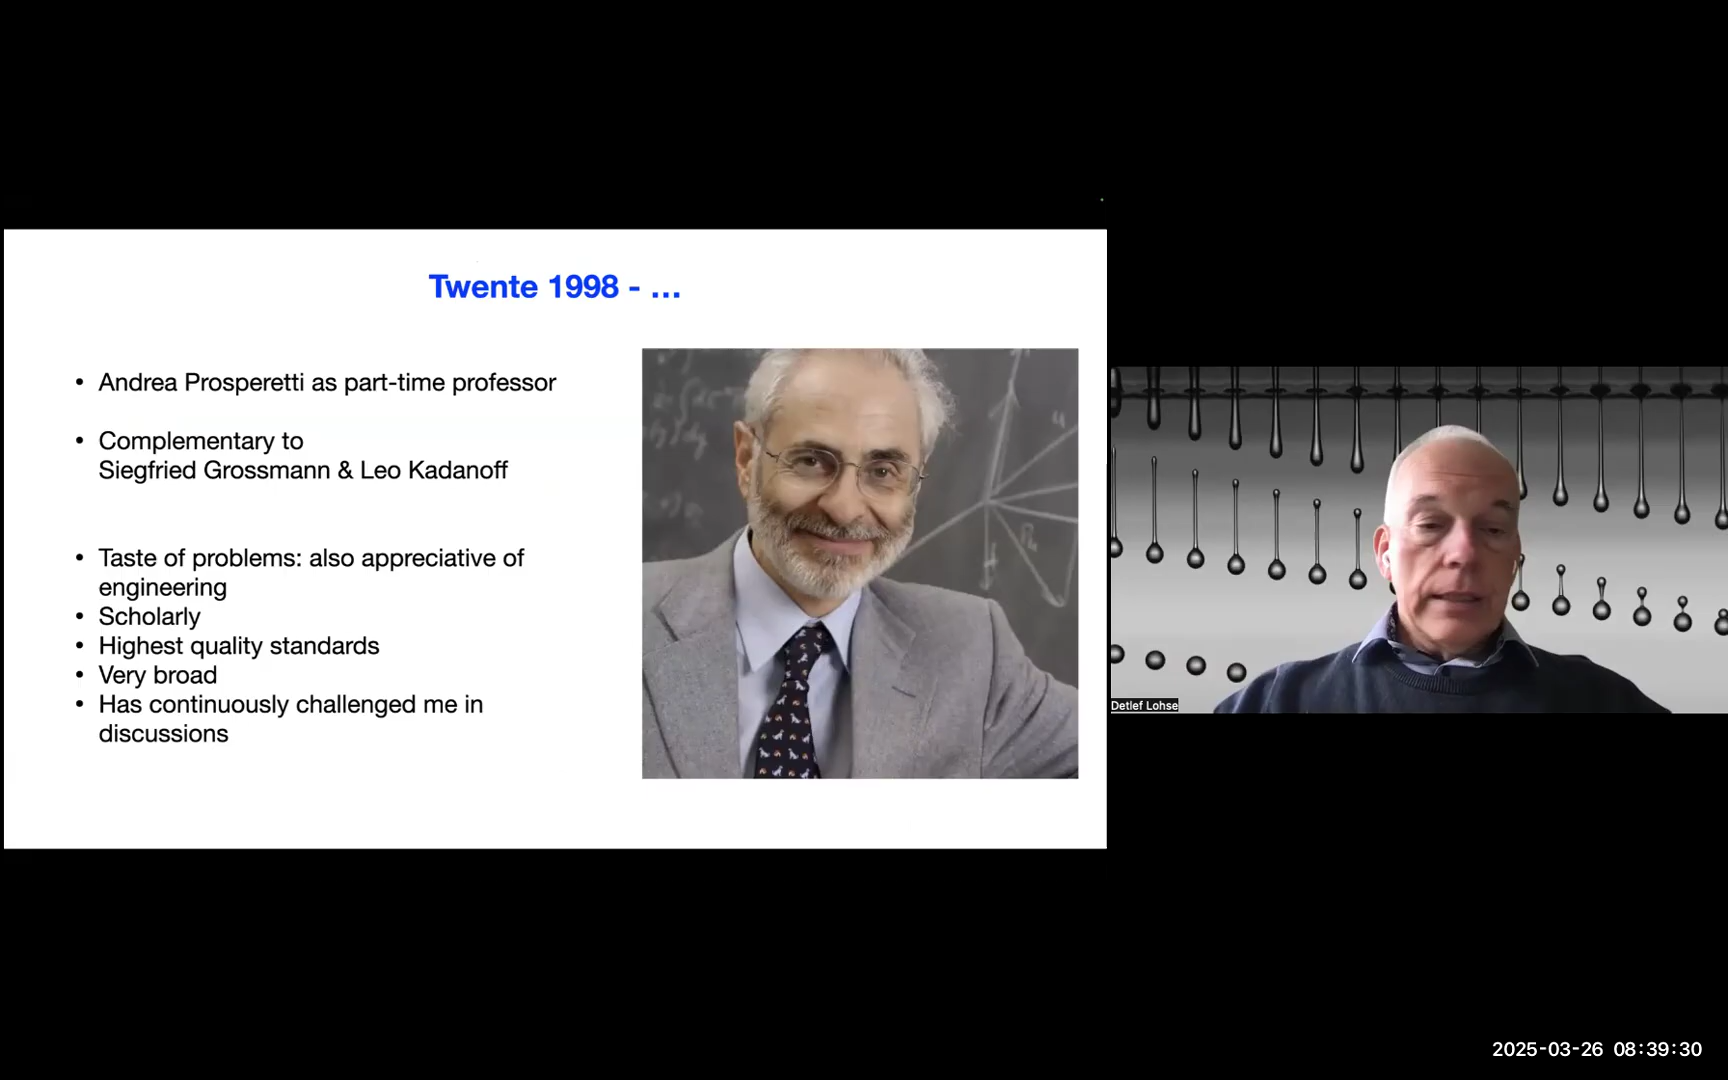 Twente 1998 - ...
• Andrea Prosperetti as part-time professor
• Complementary to
Siegfried Grossmann & Leo Kadanoff
• Taste of problems: also appreciative of
engineering
• Scholarly
• Highest quality standards
• Very broad
• Has continuously challenged me in
discussions
Detlef Lohse
2025-03-26 08:39:30